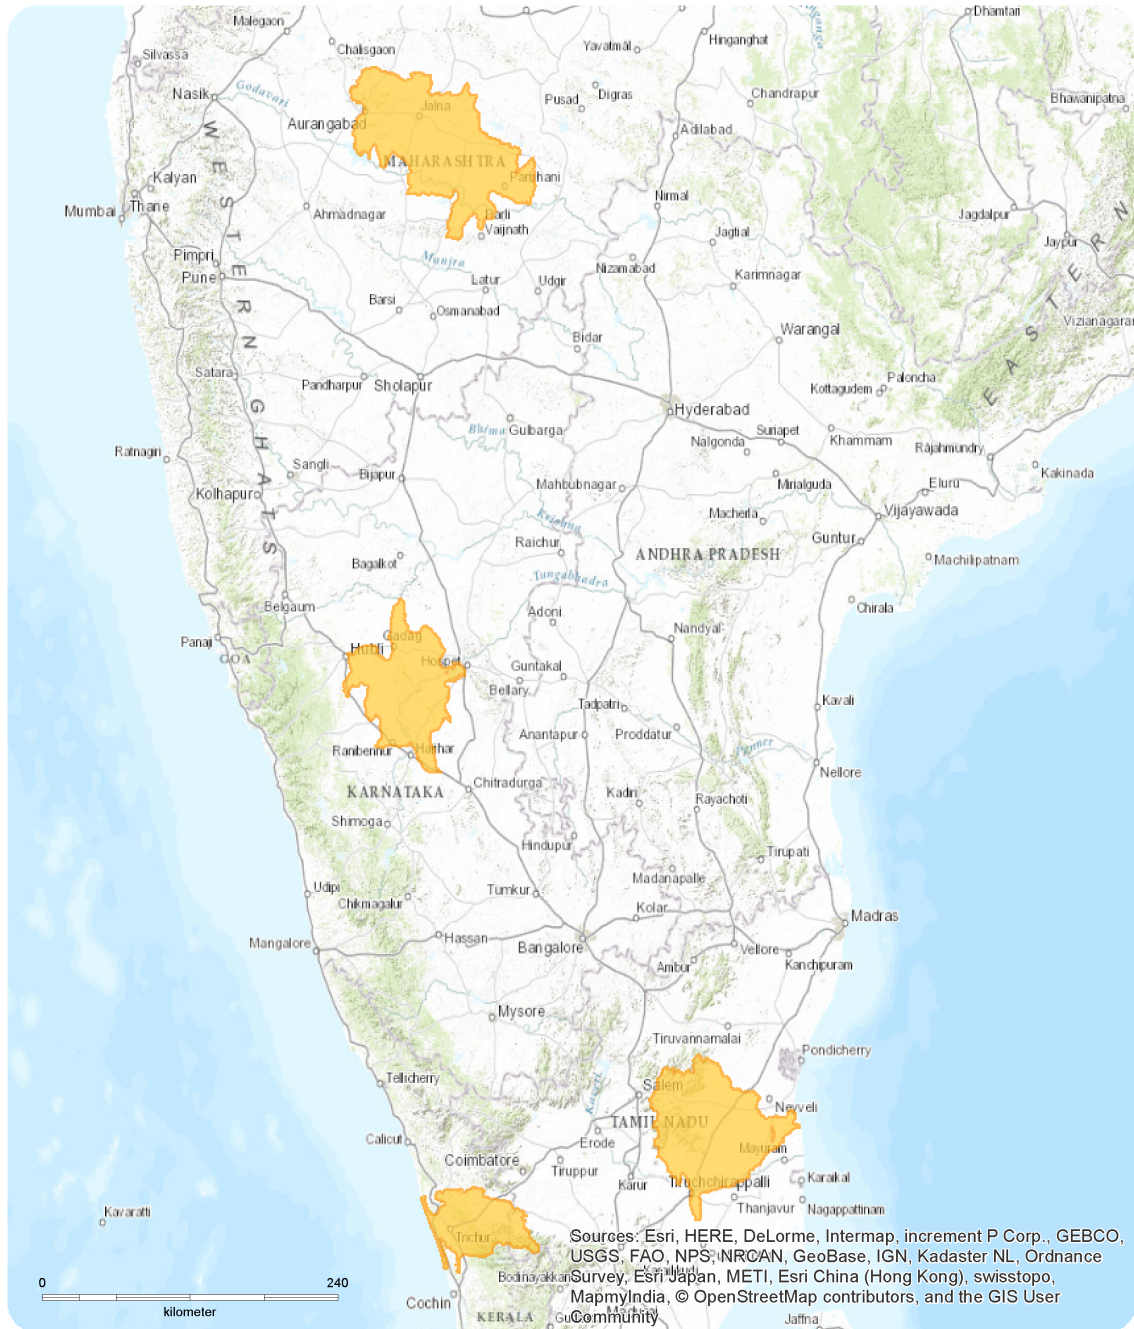 Malegaon
Dhamtari
Silvassa
Chālisgaon
Yavatmāl
Hinganghat
Nasik
Godavari
Jalna
Pusad
Digras
Chandrapur
Bhawanipatna
Aurangabad
Adilabad
MAHARASHTRA
Kalyan
Parbhani
Mumbai
Thane
Ahmadnagar
Parli
Vaijnath
Nirmal
Jagdalpur
Jagtial
Jaypur
Pimpri
Pune
Manjra
Nizamabad
Karimnagar
Latur
Udgir
Barsi
Osmanabad
Warangal
Vizianagaram
WESTERN GHATS
EASTERN
Bidar
Satara
Pandharpur
Sholapur
Kottagudem
Paloncha
Hyderabad
Bhima
Gulbarga
Suriapet
Nalgonda
Khammam
Rājahmundry
Ratnagiri
Sangli
Bijapur
Kolhapur
Mahbubnagar
Mirialguda
Eluru
Kakinada
Macherla
Vijayawada
Krishna
Raichur
Guntur
Bagalkot
ANDHRA PRADESH
Machilipatnam
Tungabhadra
Belgaum
Adoni
Chirala
Panaji
GOA
Gadag
Hubli
Nandyal
Hospet
Guntakal
Bellary
Tadpatri
Kavali
Anantapur
Proddatur
Ranibennur
Harihar
Penner
Nellore
KARNATAKA
Chitradurga
Kadiri
Rayachoti
Shimoga
Hindupur
Tirupati
Madanapalle
Udipi
Chikmagalur
Tumkur
Kolar
Madras
Mangalore
Hassan
Bangalore
Vellore
Ambur
Kanchipuram
Mysore
Tiruvannamalai
Pondicherry
Tellicherry
Salem
Kaveri
Neyveli
TAMIL NADU
Calicut
Erode
Mayuram
Coimbatore
Tiruppur
Karur
Tiruchchirappalli
Karaikal
Thanjavur
Nagappattinam
Kavaratti
Trichur
Bodinayakkan
Cochin
KERALA
Jaffna
0 240
kilometer
Sources: Esri, HERE, DeLorme, Intermap, increment P Corp., GEBCO,
USGS, FAO, NPS, NRCAN, GeoBase, IGN, Kadaster NL, Ordnance
Survey, Esri Japan, METI, Esri China (Hong Kong), swisstopo,
MapmyIndia, © OpenStreetMap contributors, and the GIS User
Community